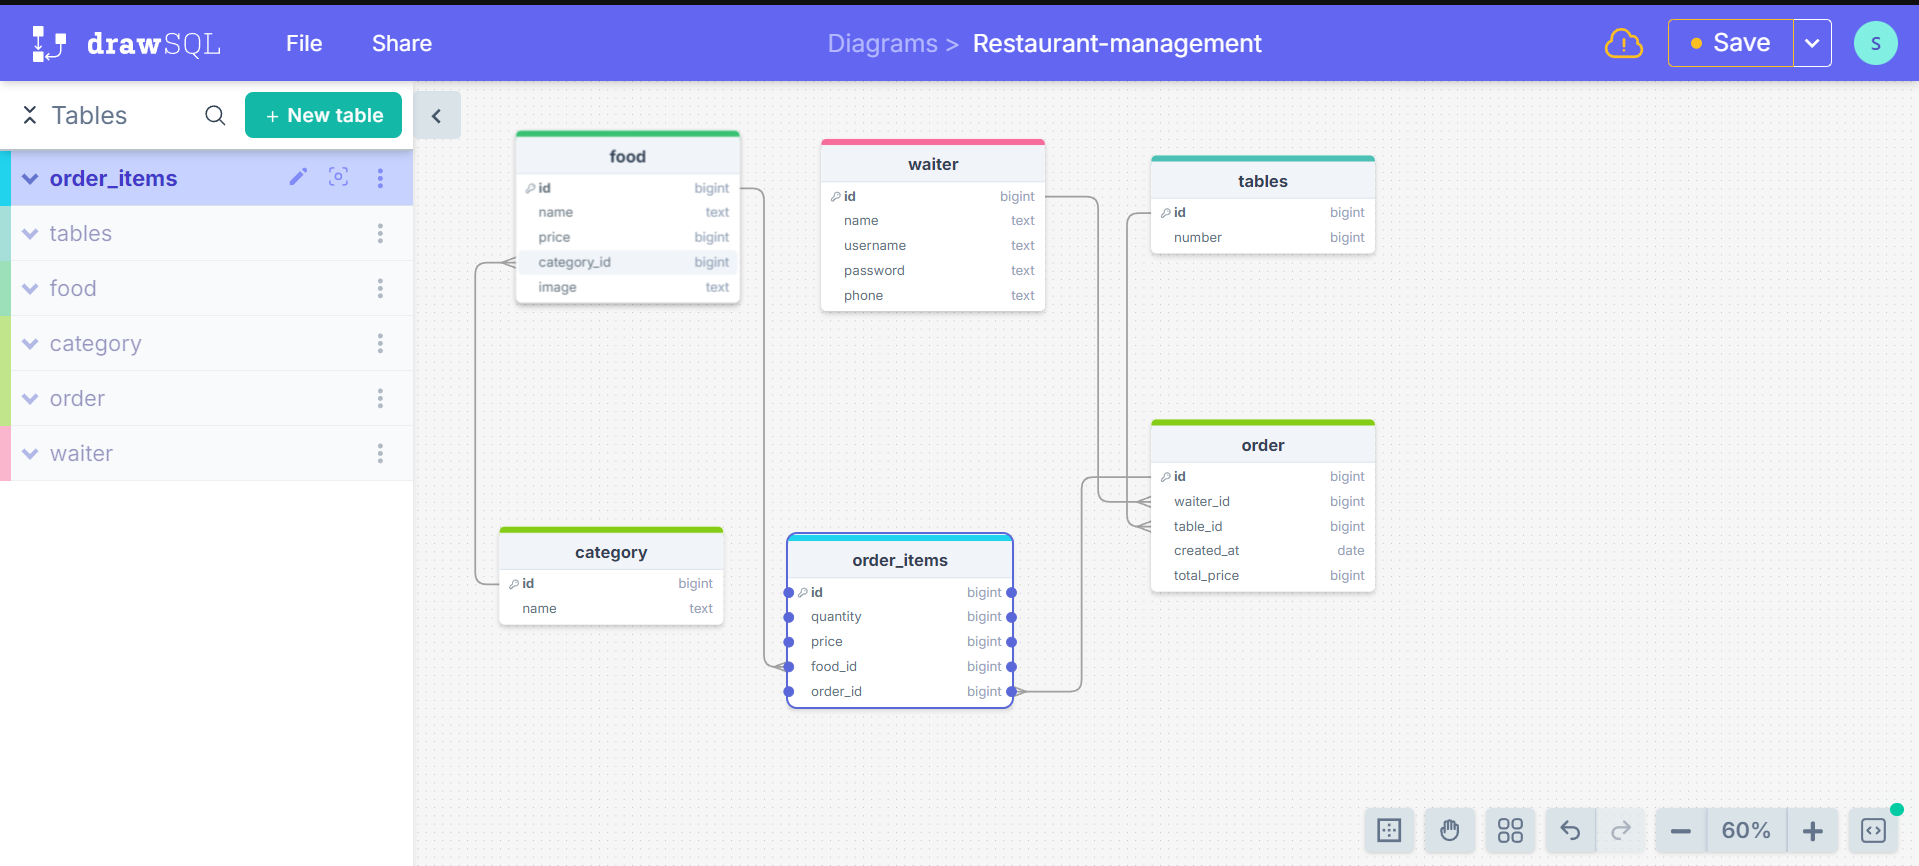 drawSQL File Share Diagrams > Restaurant-management Save S
Tables + New table
order_items
tables
food
category
order
waiter
food
id bigint
name text
price bigint
category_id bigint
image text
waiter
id bigint
name text
username text
password text
phone text
tables
id bigint
number bigint
order
id bigint
waiter_id bigint
table_id bigint
created_at date
total_price bigint
category
id bigint
name text
order_items
id bigint
quantity bigint
price bigint
food_id bigint
order_id bigint
60%